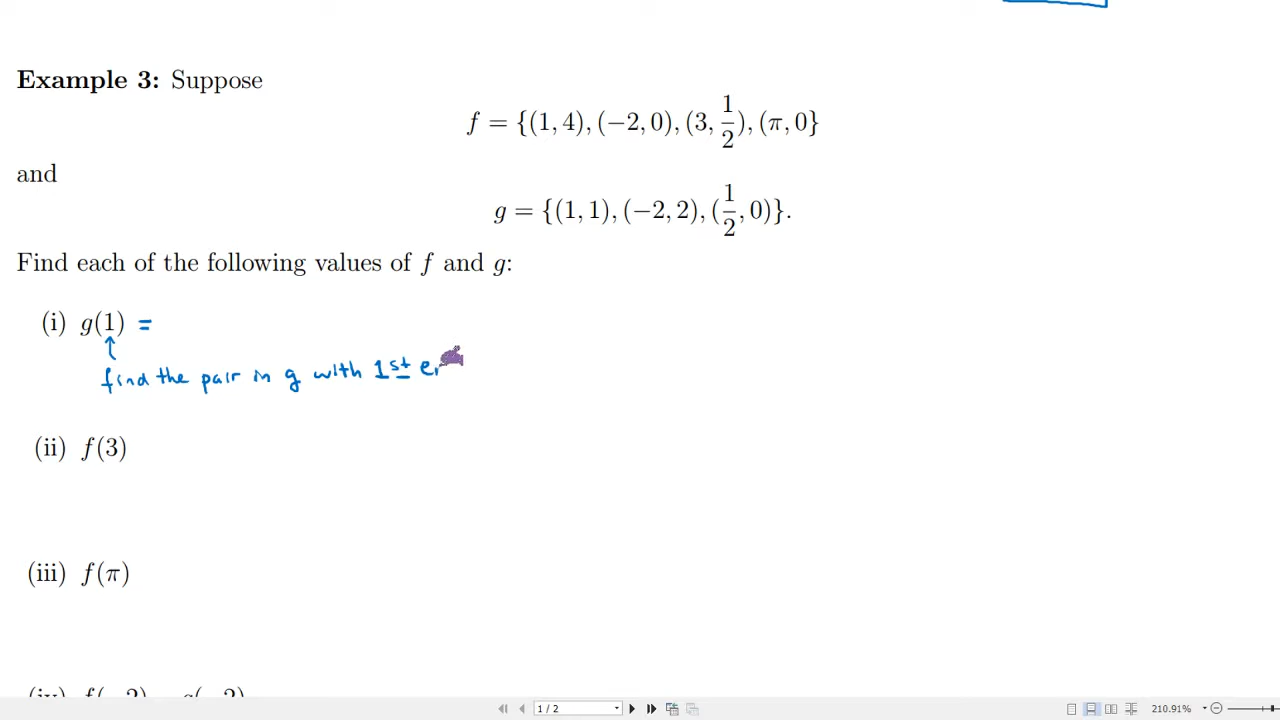 Example 3: Suppose
f = {(1, 4), (−2, 0), (3, 1/2), (π, 0}
and
g = {(1, 1), (−2, 2), (1/2, 0)}.
Find each of the following values of f and g:
(i) g(1) =
find the pair in g with 1st
(ii) f(3)
(iii) f(π)
1 / 2
210.91%